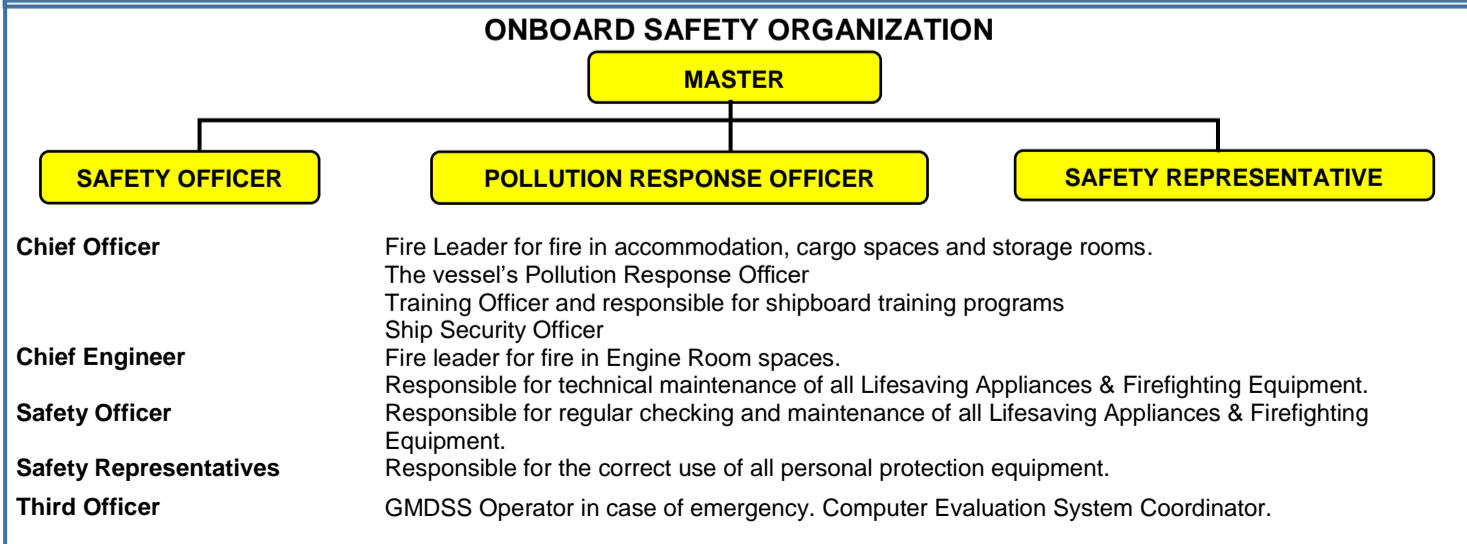 ONBOARD SAFETY ORGANIZATION
MASTER
SAFETY OFFICER
POLLUTION RESPONSE OFFICER
SAFETY REPRESENTATIVE
Chief Officer
Fire Leader for fire in accommodation, cargo spaces and storage rooms.
The vessel’s Pollution Response Officer
Training Officer and responsible for shipboard training programs
Ship Security Officer
Chief Engineer
Fire leader for fire in Engine Room spaces.
Responsible for technical maintenance of all Lifesaving Appliances & Firefighting Equipment.
Safety Officer
Responsible for regular checking and maintenance of all Lifesaving Appliances & Firefighting
Equipment.
Safety Representatives
Responsible for the correct use of all personal protection equipment.
Third Officer
GMDSS Operator in case of emergency. Computer Evaluation System Coordinator.